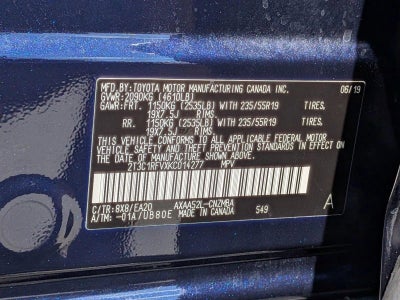 MFD BY: TOYOTA MOTOR MANUFACTURING CANADA INC. 06/19
GVWR: 2090KG (4610LB)
GAWR: FRT. 1150KG (2535LB) WITH 235/55R19 TIRES,
19X7.5J RIMS,
RR. 1150KG (2535LB) WITH 235/55R19 TIRES,
19X7.5J RIMS,
THIS VEHICLE CONFORMS TO ALL APPLICABLE FEDERAL MOTOR
VEHICLE SAFETY AND THEFT PREVENTION STANDARDS IN EFFECT
ON THE DATE OF MANUFACTURE SHOWN ABOVE.
2T3C1RFVXKC014277 MPV
C/TR: 8X8/EA20 AXAA52L-CNZMBA A
A/TM: -01A/UB80E MADE IN CANADA 549